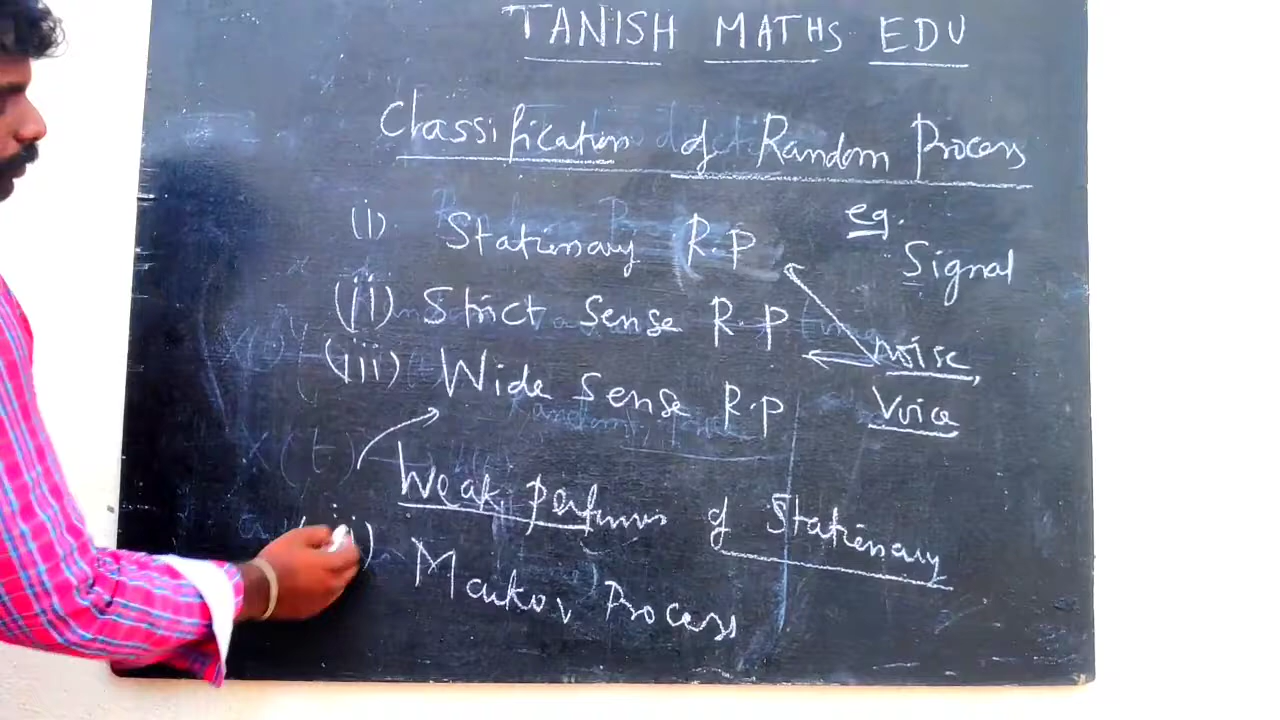 TANISH MATHS EDU
Classification of Random Process
(i) Stationary R.P
eg. Signal
(ii) Strict Sense R.P
noise,
(iii) Wide Sense R.P
Voice
Weak, Performs of Stationary
Markov Process